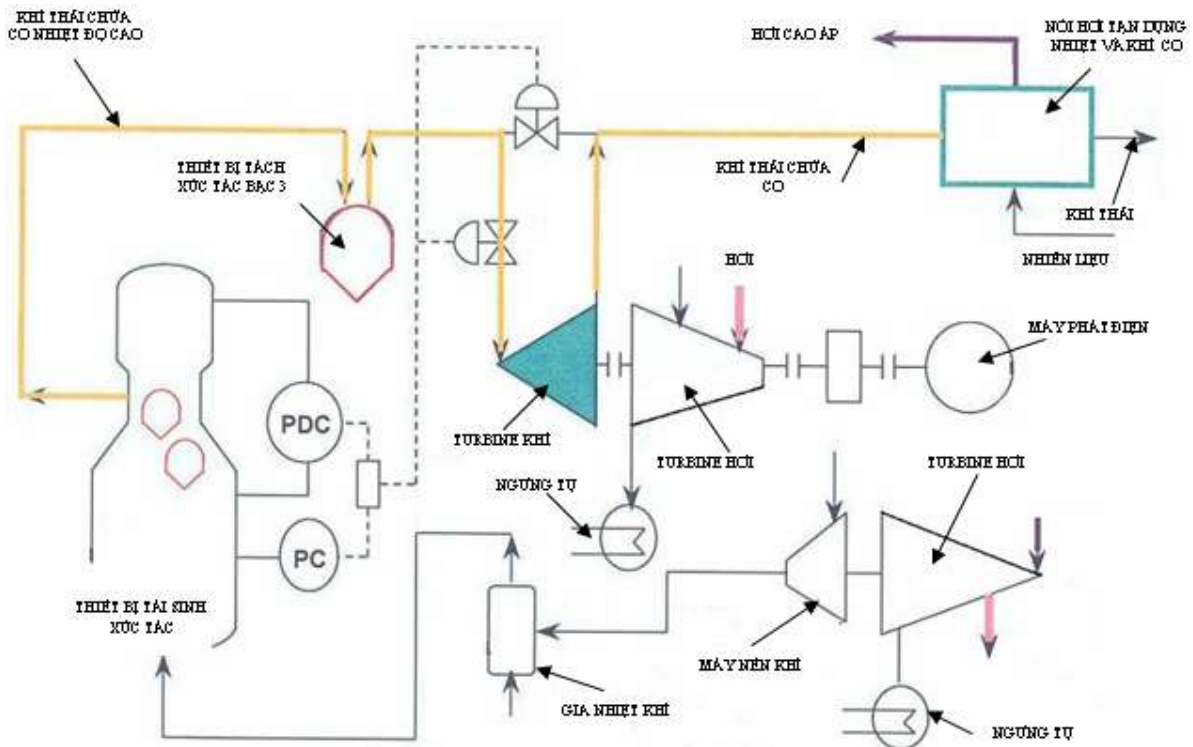 KHÍ THẢI CHỨA
CO NHIỆT ĐỘ CAO
HƠI CAO ÁP
NỒI HƠI TẬN DỤNG
NHIỆT VÀ KHÍ CO
THIẾT BỊ TÁCH
XÚC TÁC BẬC 3
KHÍ THẢI CHỨA
CO
KHÍ THẢI
NHIÊN LIỆU
HƠI
MÁY PHÁT ĐIỆN
PDC
TURBINE KHÍ
TURBINE HƠI
TURBINE HƠI
NGƯNG TỤ
PC
THIẾT BỊ TÁI SINH
XÚC TÁC
MÁY NÉN KHÍ
GIA NHIỆT KHÍ
NGƯNG TỤ